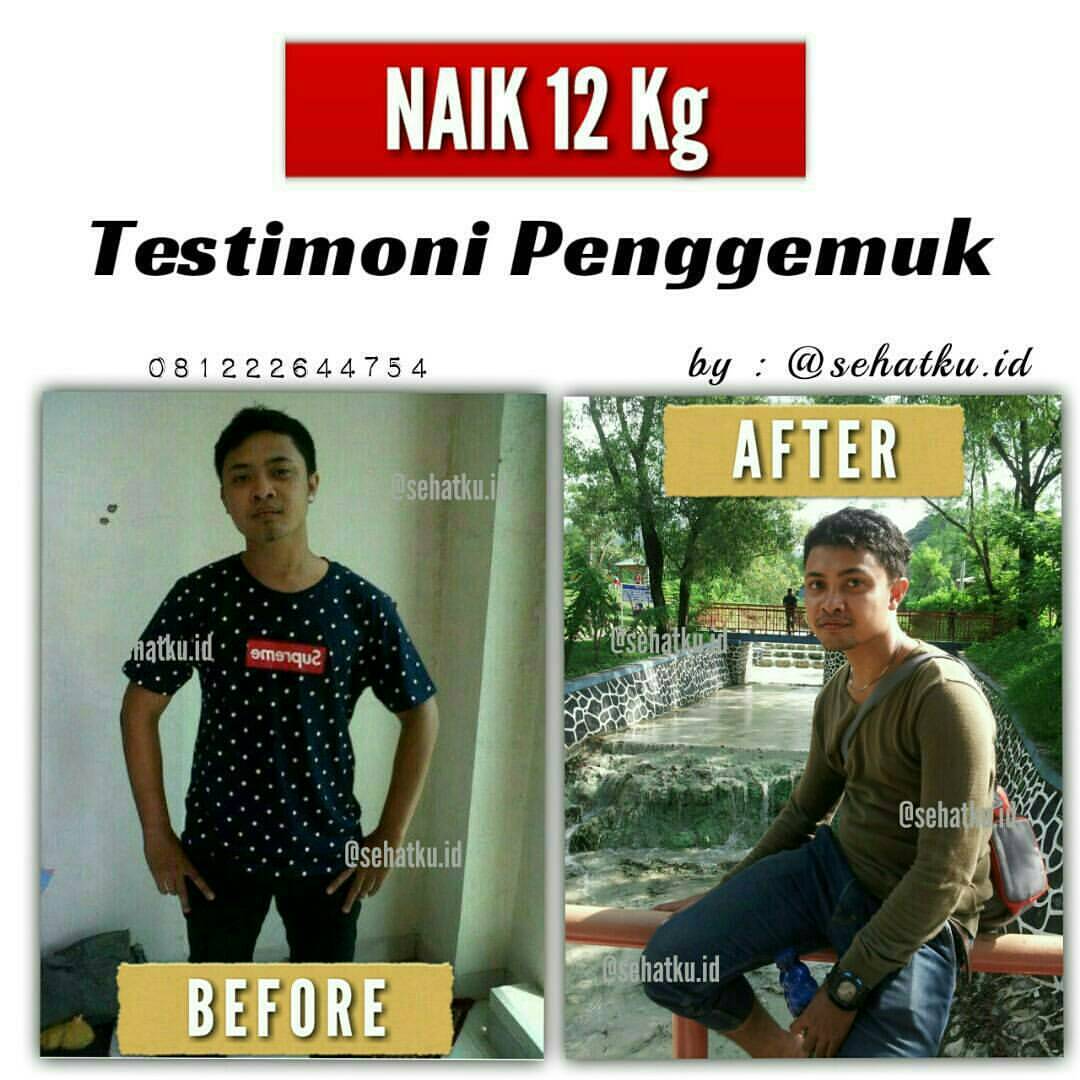 NAIK 12 Kg
Testimoni Penggemuk
081222644754
by : @sehatku.id
AFTER
@sehatku.i
hatku.id
Supreme
@sehatku.id
@sehatku.id
@sehatku.id
@sehatku.id
BEFORE